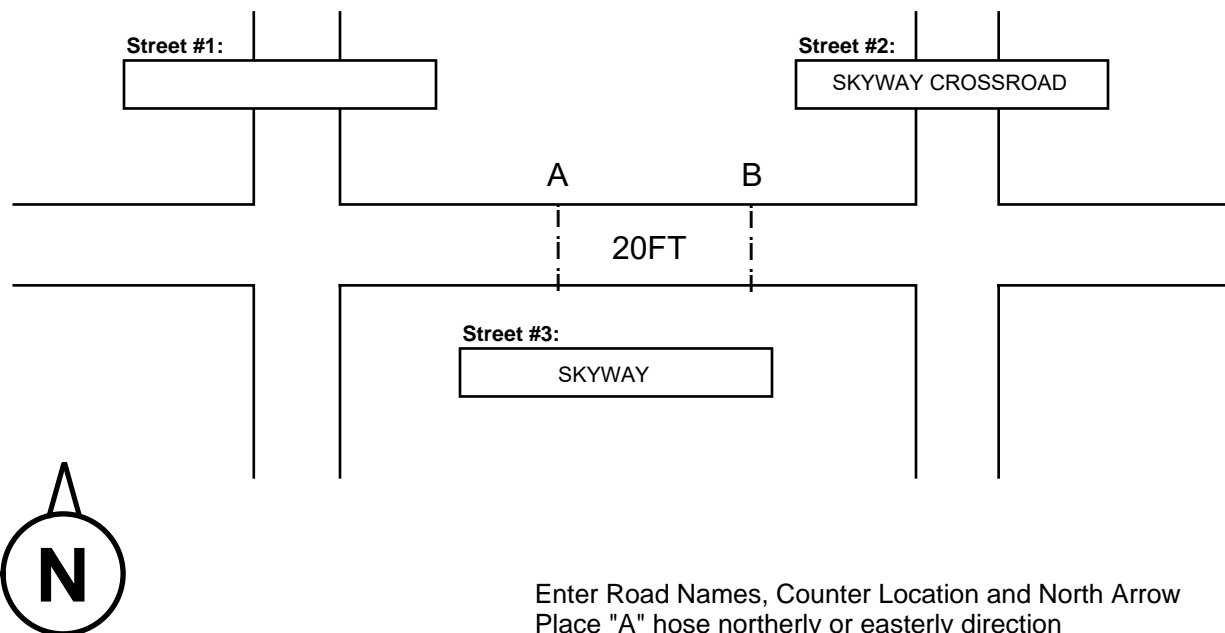 Street #1:
Street #2:
SKYWAY CROSSROAD
A
B
20FT
Street #3:
SKYWAY
N
Enter Road Names, Counter Location and North Arrow
Place "A" hose northerly or easterly direction